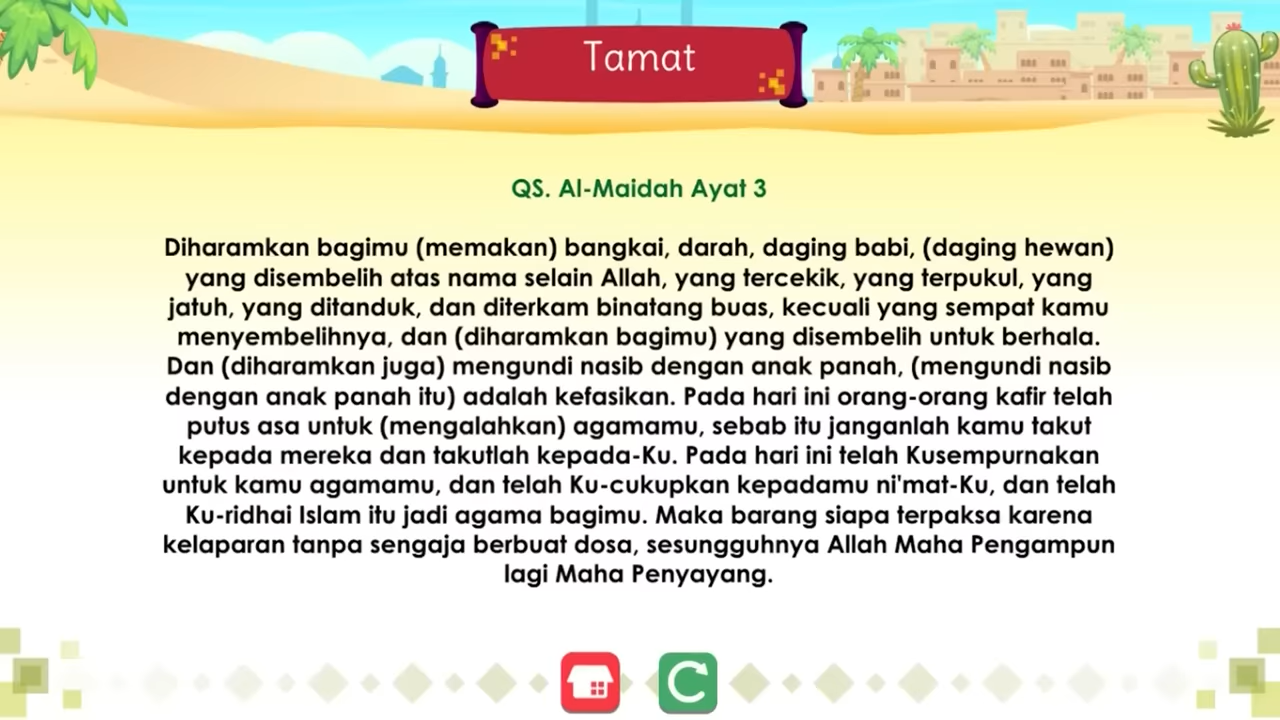 Tamat
QS. Al-Maidah Ayat 3
Diharamkan bagimu (memakan) bangkai, darah, daging babi, (daging hewan)
yang disembelih atas nama selain Allah, yang tercekik, yang terpukul, yang
jatuh, yang ditanduk, dan diterkam binatang buas, kecuali yang sempat kamu
menyembelihnya, dan (diharamkan bagimu) yang disembelih untuk berhala.
Dan (diharamkan juga) mengundi nasib dengan anak panah, (mengundi nasib
dengan anak panah itu) adalah kefasikan. Pada hari ini orang-orang kafir telah
putus asa untuk (mengalahkan) agamamu, sebab itu janganlah kamu takut
kepada mereka dan takutlah kepada-Ku. Pada hari ini telah Kusempurnakan
untuk kamu agamamu, dan telah Ku-cukupkan kepadamu ni'mat-Ku, dan telah
Ku-ridhai Islam itu jadi agama bagimu. Maka barang siapa terpaksa karena
kelaparan tanpa sengaja berbuat dosa, sesungguhnya Allah Maha Pengampun
lagi Maha Penyayang.